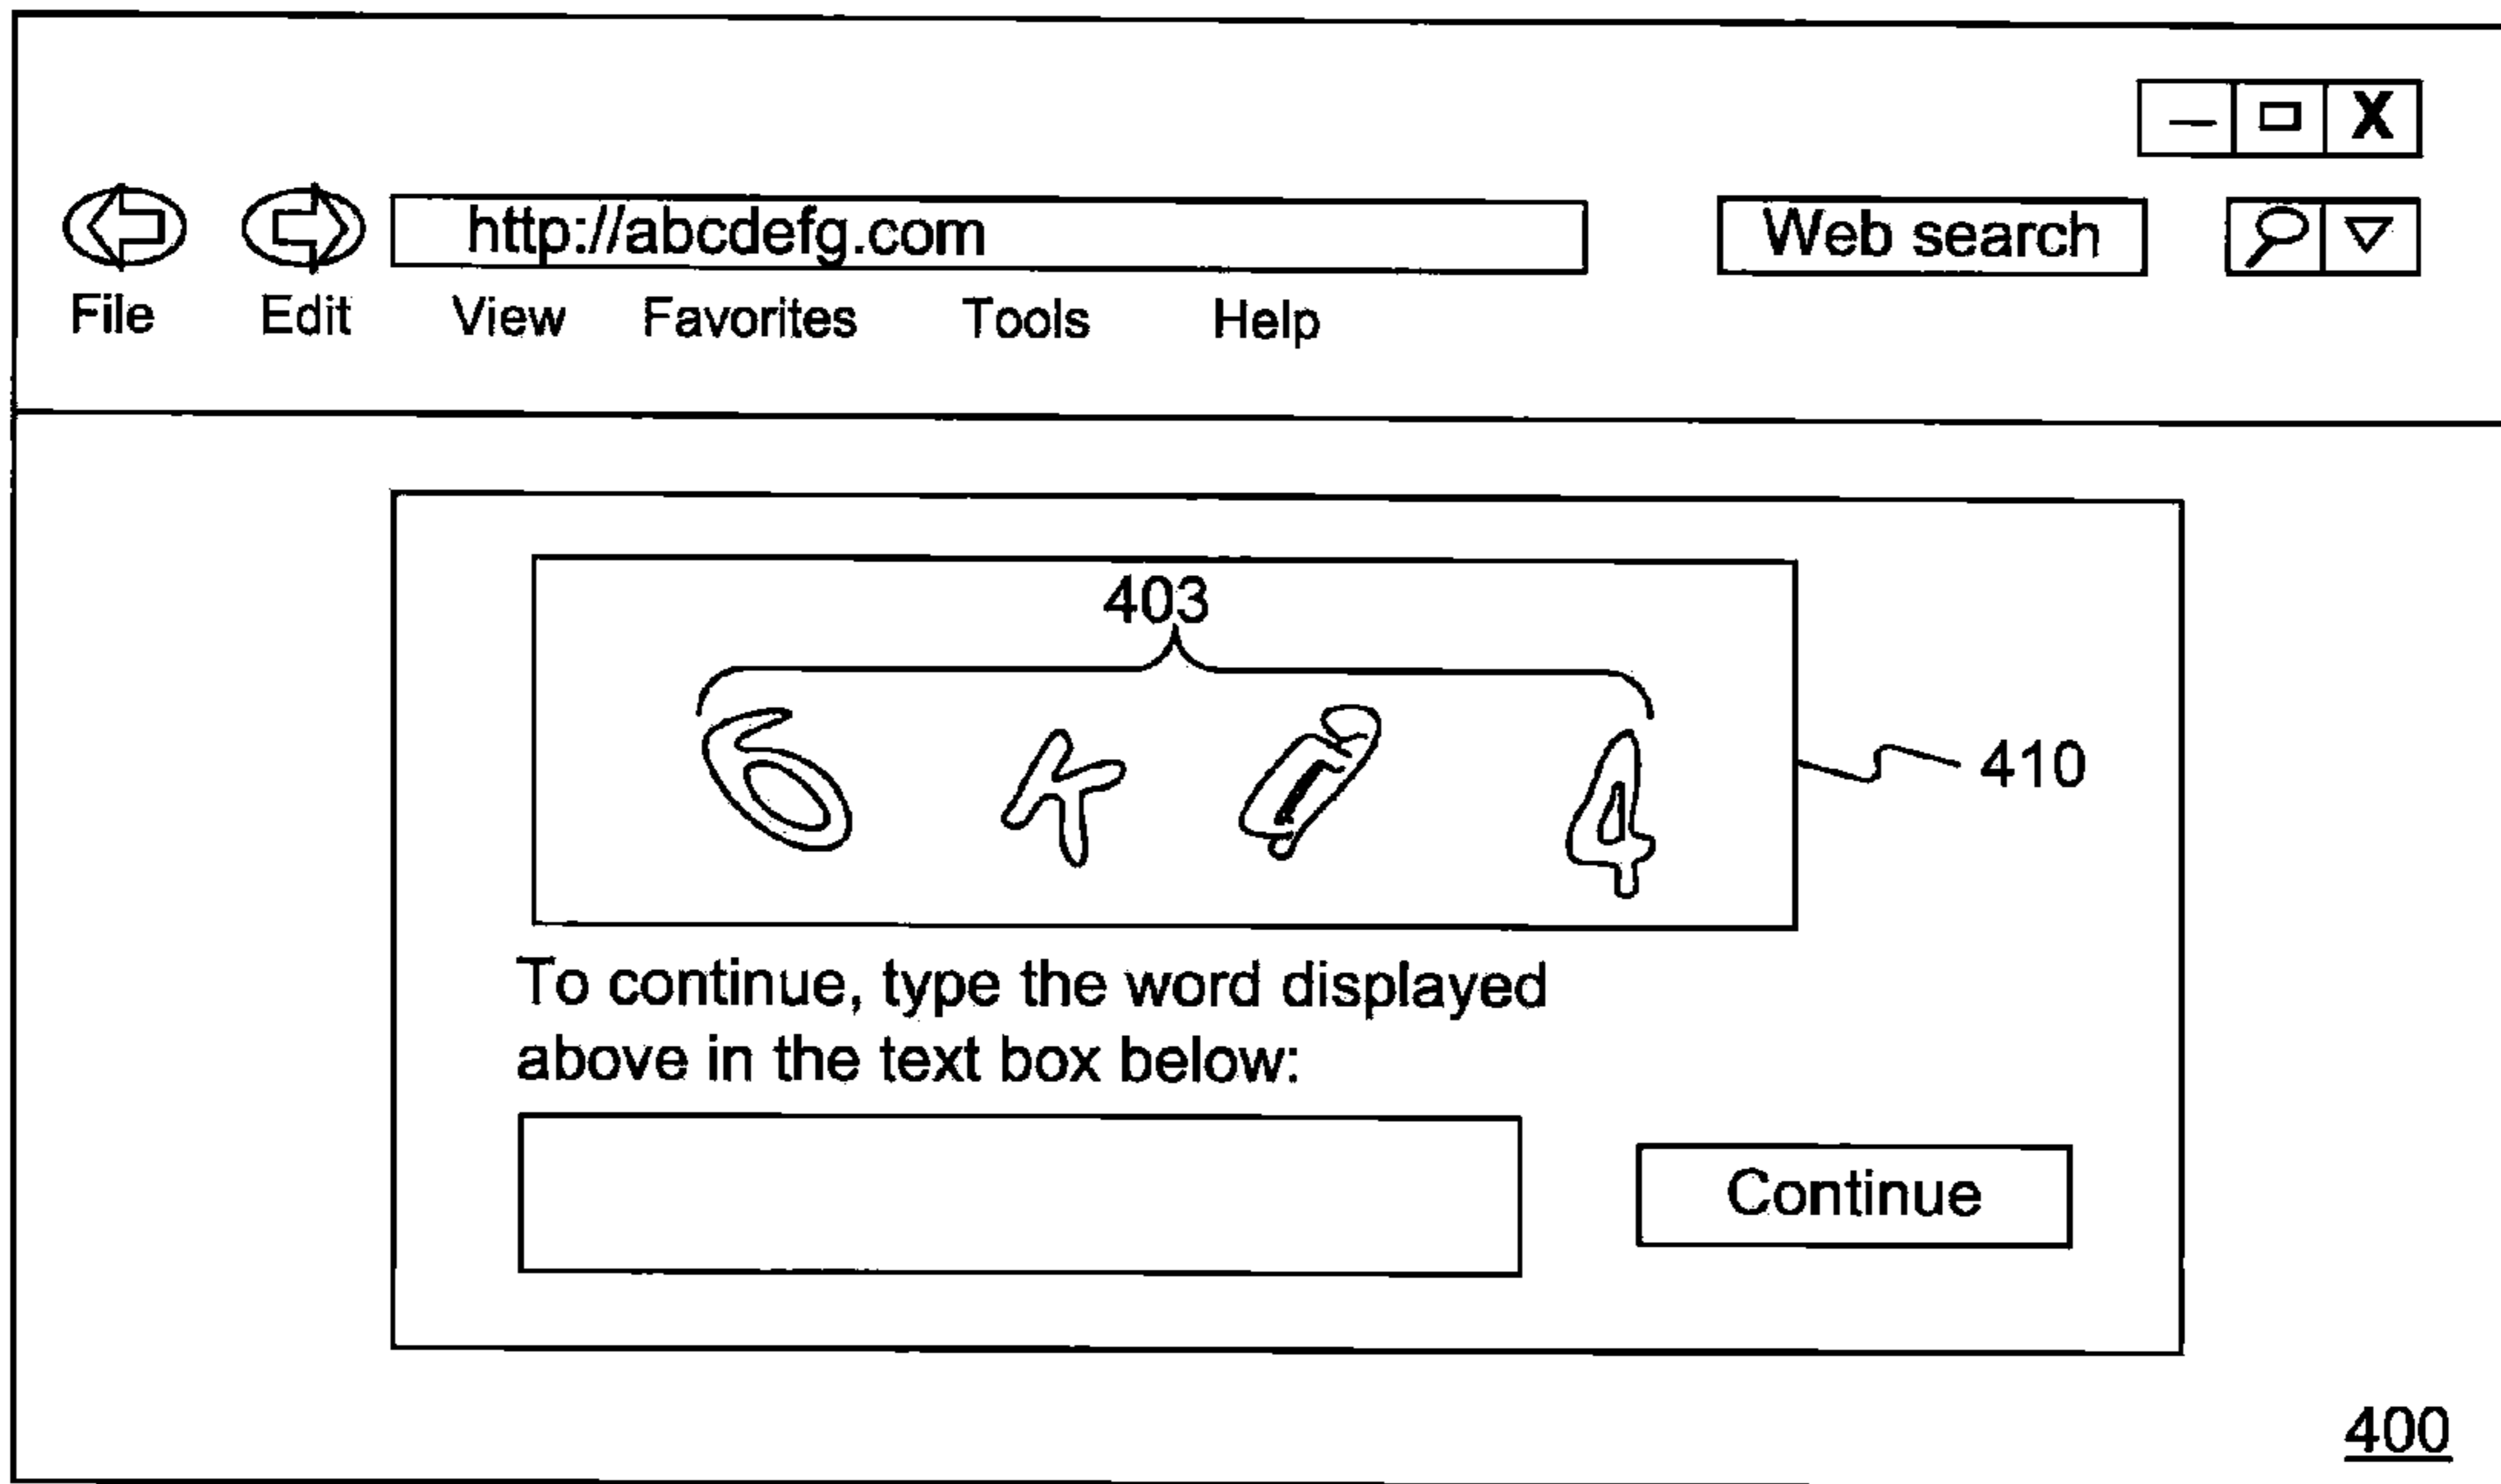 X
http://abcdefg.com Web search
File Edit View Favorites Tools Help
403
6 K 4
410
To continue, type the word displayed
above in the text box below:
Continue
400